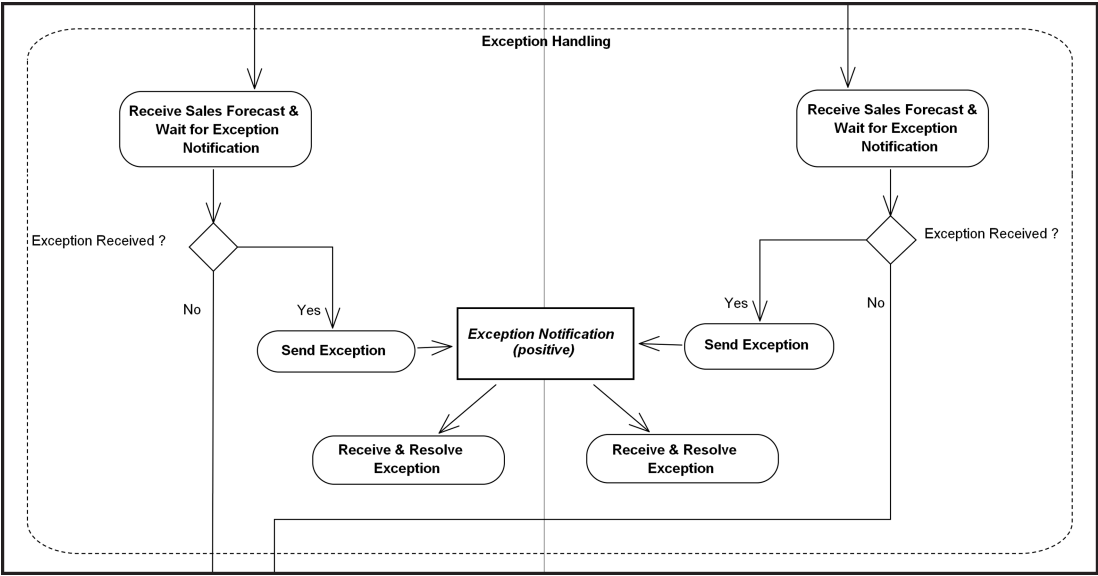 Exception Handling
Receive Sales Forecast &
Wait for Exception
Notification
Receive Sales Forecast &
Wait for Exception
Notification
Exception Received ?
Exception Received ?
No
Yes
Yes
No
Send Exception
Exception Notification
(positive)
Send Exception
Receive & Resolve
Exception
Receive & Resolve
Exception